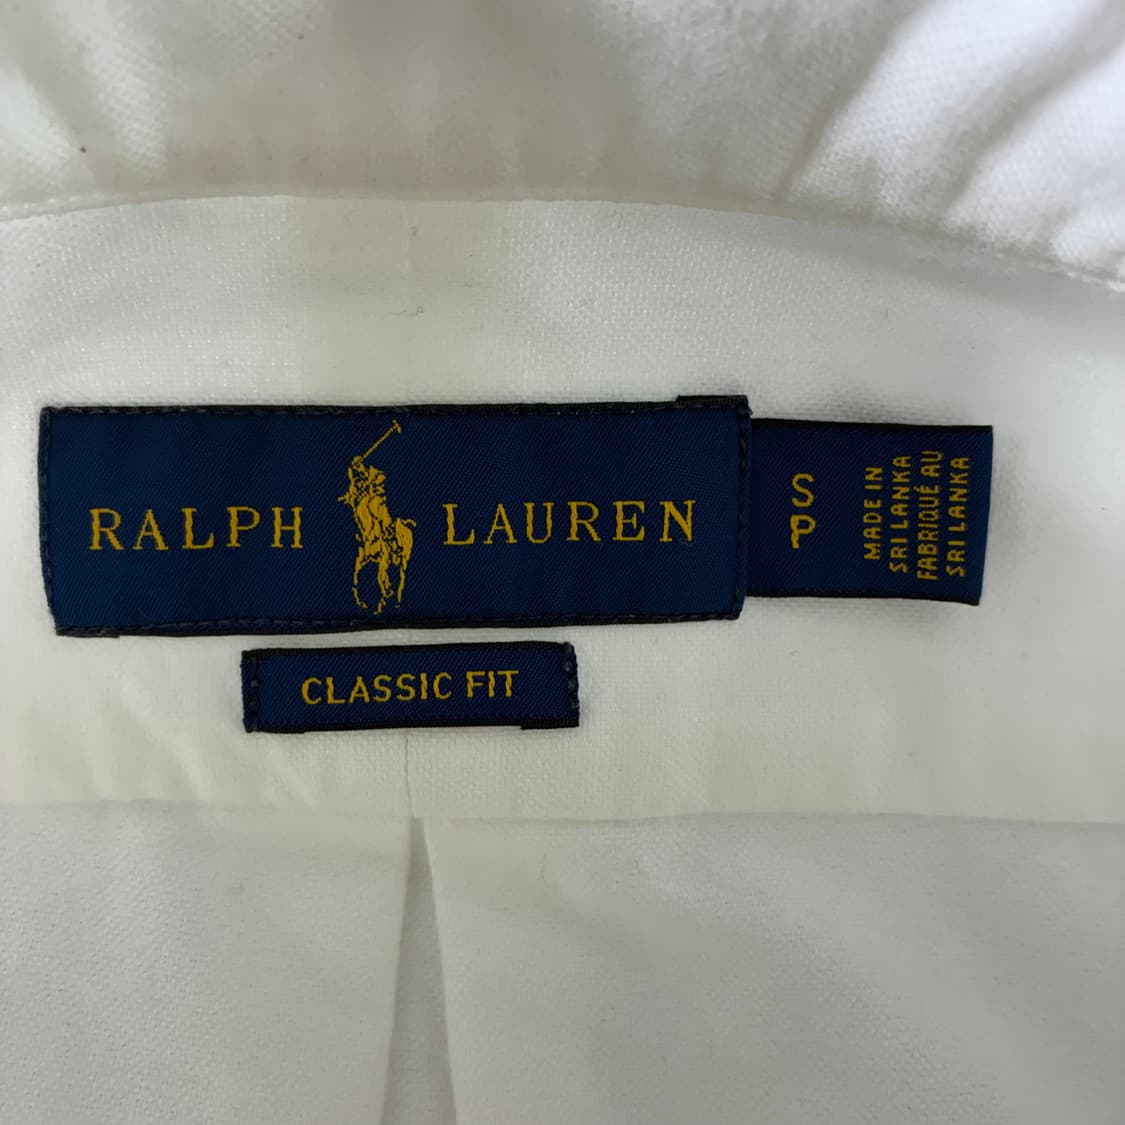 RALPH LAUREN
S
P
MADE IN
SRI LANKA
FABRIQUÉ AU
SRI LANKA
CLASSIC FIT